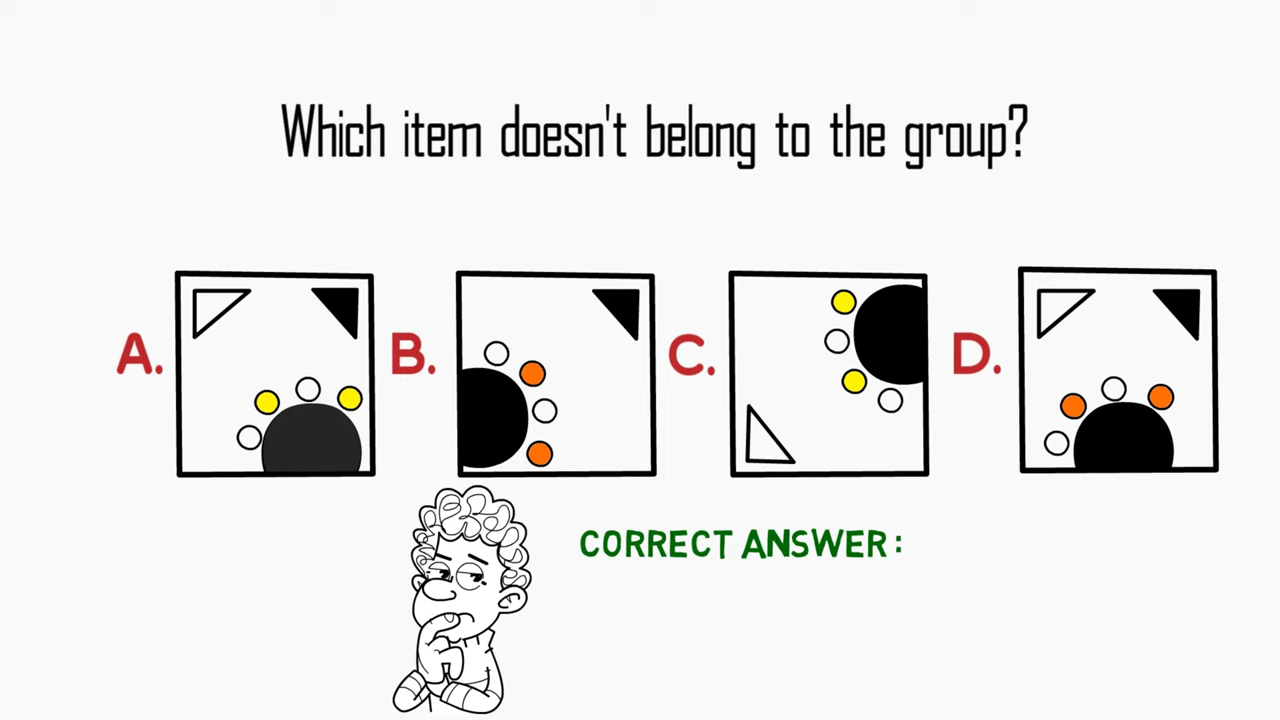 Which item doesn't belong to the group?
A. B. C. D.
CORRECT ANSWER: